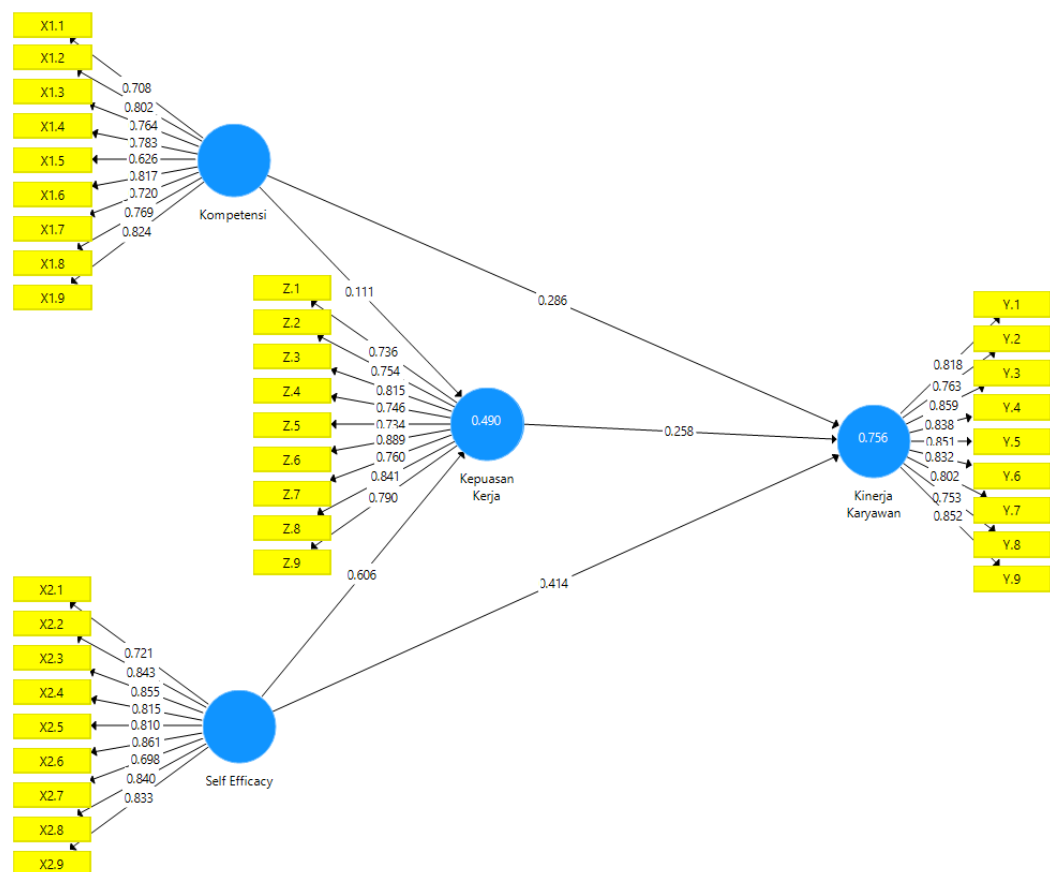 X1.1
X1.2
X1.3
X1.4
X1.5
X1.6
X1.7
X1.8
X1.9
0.708
0.802
0.764
0.783
0.626
0.817
0.720
0.769
0.824
Kompetensi
0.111
0.286
Z.1
Z.2
Z.3
Z.4
Z.5
Z.6
Z.7
Z.8
Z.9
0.736
0.754
0.815
0.746
0.734
0.889
0.760
0.841
0.790
0.490
Kepuasan
Kerja
0.258
0.606
0.414
0.756
Kinerja
Karyawan
0.818
0.763
0.859
0.838
0.851
0.832
0.802
0.753
0.852
Y.1
Y.2
Y.3
Y.4
Y.5
Y.6
Y.7
Y.8
Y.9
X2.1
X2.2
X2.3
X2.4
X2.5
X2.6
X2.7
X2.8
X2.9
0.721
0.843
0.855
0.815
0.810
0.861
0.698
0.840
0.833
Self Efficacy